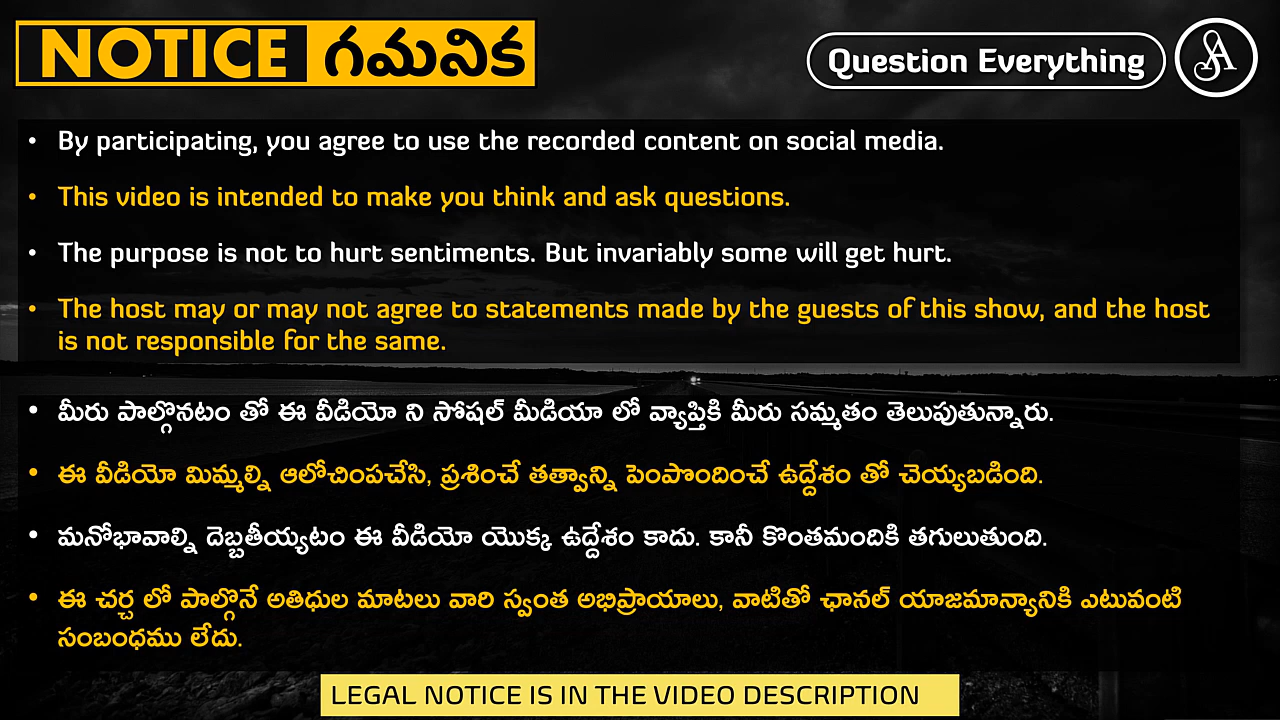 NOTICE గమనిక
Question Everything
• By participating, you agree to use the recorded content on social media.
• This video is intended to make you think and ask questions.
• The purpose is not to hurt sentiments. But invariably some will get hurt.
• The host may or may not agree to statements made by the guests of this show, and the host
is not responsible for the same.
• మీరు పాల్గొనటం తో ఈ వీడియో ని సోషల్ మీడియా లో వ్యాప్తికి మీరు సమ్మతం తెలుపుతున్నారు.
• ఈ వీడియో మిమ్మల్ని ఆలోచింపచేసి, ప్రశించే తత్వాన్ని పెంపొందించే ఉద్దేశం తో చెయ్యబడింది.
• మనోభావాల్ని దెబ్బతీయ్యటం ఈ వీడియో యొక్క ఉద్దేశం కాదు. కానీ కొంతమందికి తగులుతుంది.
• ఈ చర్చ లో పాల్గొనే అతిధుల మాటలు వారి స్వంత అభిప్రాయాలు, వాటితో ఛానల్ యాజమాన్యానికి ఎటువంటి
సంబంధము లేదు.
LEGAL NOTICE IS IN THE VIDEO DESCRIPTION